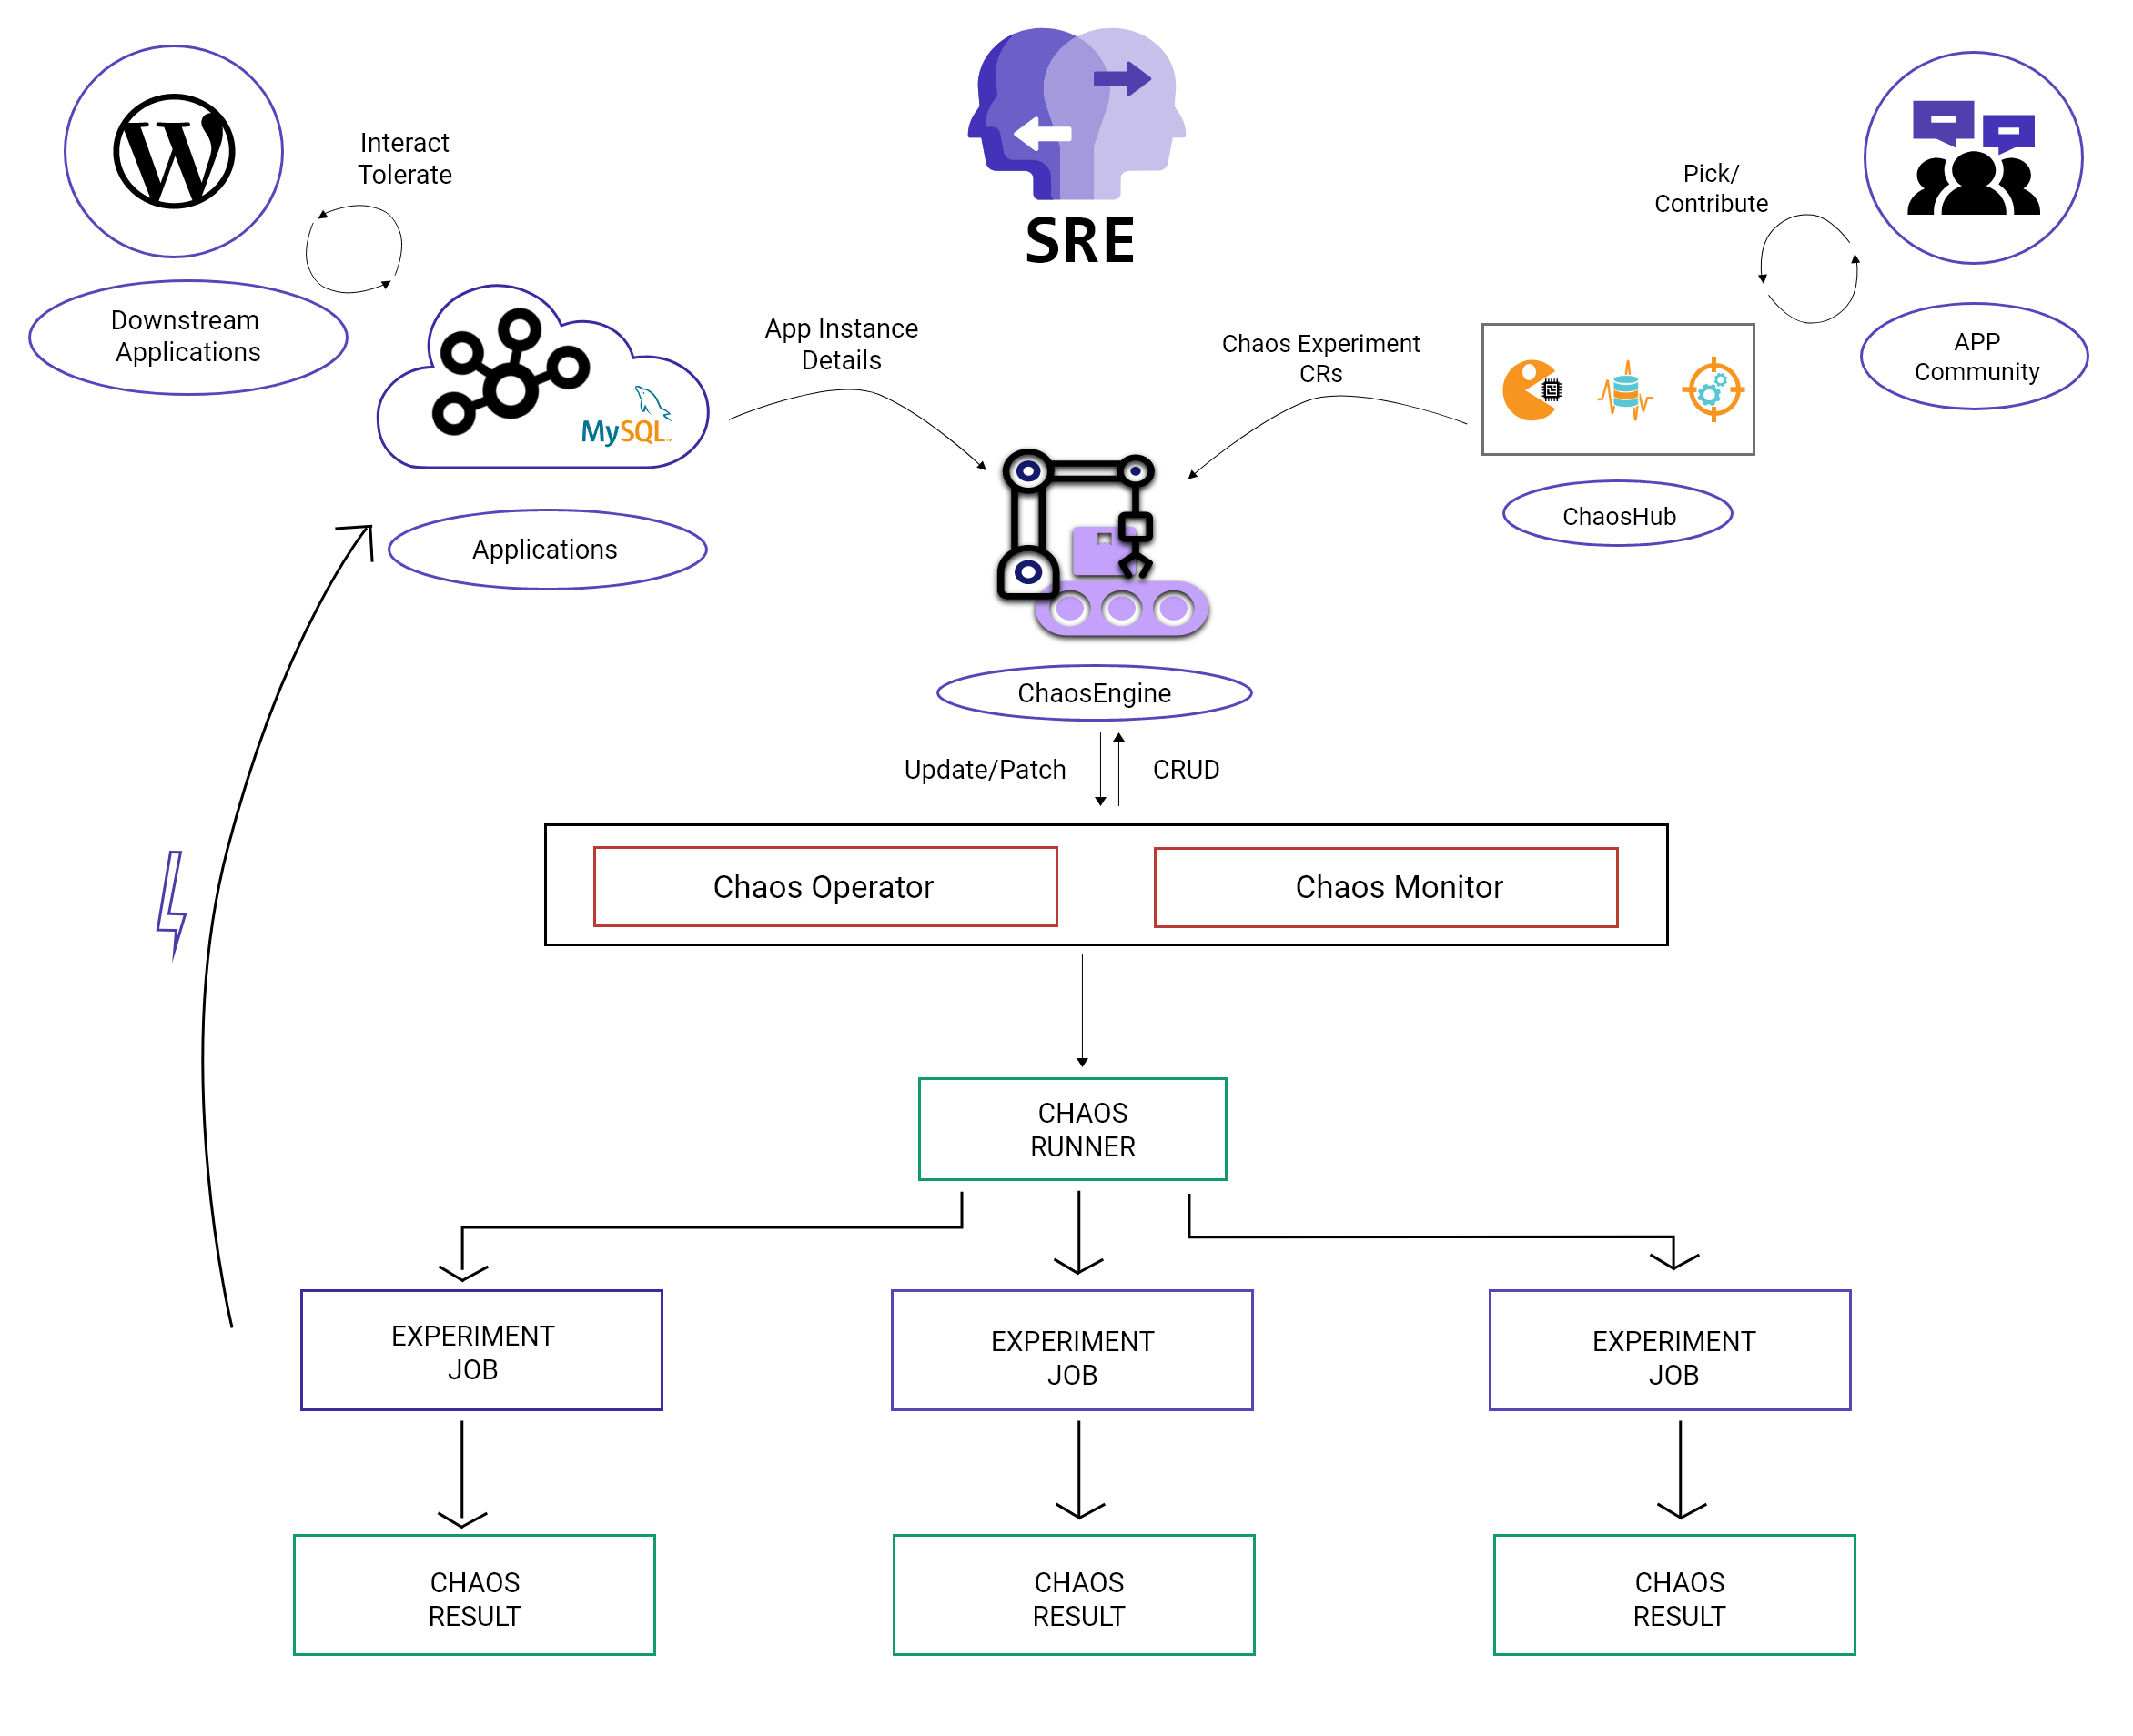 SRE
Interact
Tolerate
Downstream
Applications
MySQL™
Applications
App Instance
Details
Chaos Experiment
CRs
Pick/
Contribute
APP
Community
ChaosHub
ChaosEngine
Update/Patch
CRUD
Chaos Operator
Chaos Monitor
CHAOS
RUNNER
EXPERIMENT
JOB
EXPERIMENT
JOB
EXPERIMENT
JOB
CHAOS
RESULT
CHAOS
RESULT
CHAOS
RESULT